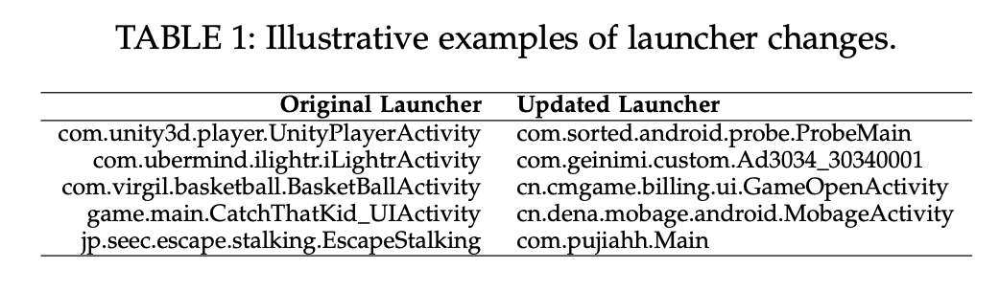 TABLE 1: Illustrative examples of launcher changes.
Original Launcher Updated Launcher
com.unity3d.player.UnityPlayerActivity com.sorted.android.probe.ProbeMain
com.ubermind.ilightr.iLightrActivity com.geinimi.custom.Ad3034_30340001
com.virgil.basketball.BasketBallActivity cn.cmgame.billing.ui.GameOpenActivity
game.main.CatchThatKid_UIActivity cn.dena.mobage.android.MobageActivity
jp.seec.escape.stalking.EscapeStalking com.pujiahh.Main